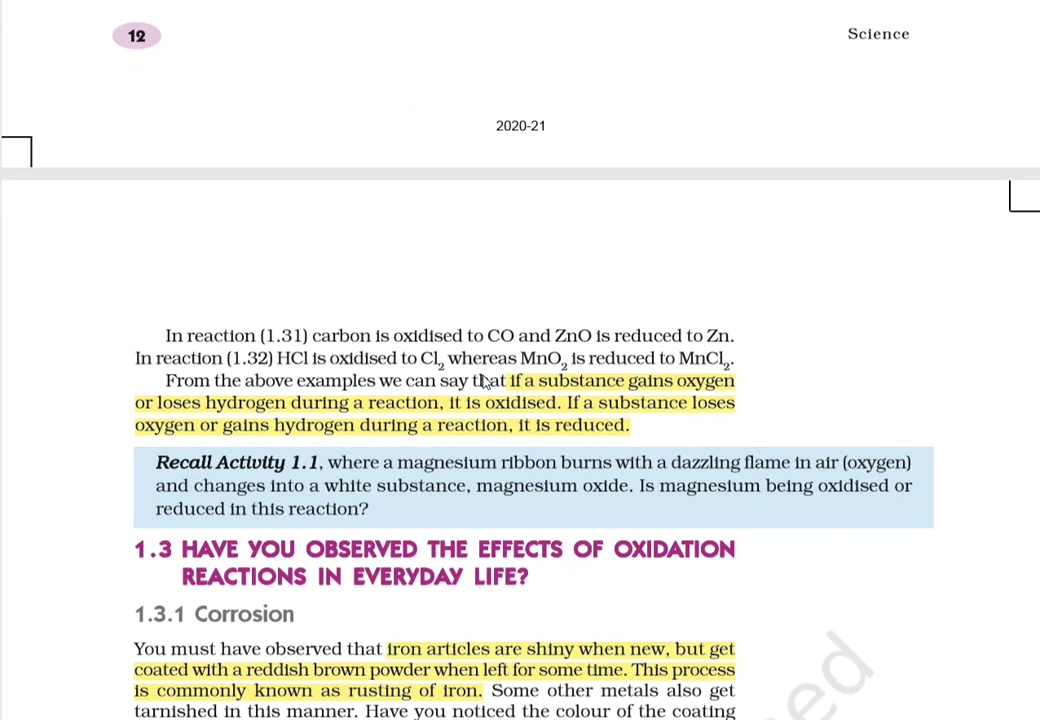 12
Science
2020-21
In reaction (1.31) carbon is oxidised to CO and ZnO is reduced to Zn.
In reaction (1.32) HCl is oxidised to Cl₂ whereas MnO₂ is reduced to MnCl₂.
From the above examples we can say that if a substance gains oxygen
or loses hydrogen during a reaction, it is oxidised. If a substance loses
oxygen or gains hydrogen during a reaction, it is reduced.
Recall Activity 1.1, where a magnesium ribbon burns with a dazzling flame in air (oxygen)
and changes into a white substance, magnesium oxide. Is magnesium being oxidised or
reduced in this reaction?
1.3 HAVE YOU OBSERVED THE EFFECTS OF OXIDATION
REACTIONS IN EVERYDAY LIFE?
1.3.1 Corrosion
You must have observed that iron articles are shiny when new, but get
coated with a reddish brown powder when left for some time. This process
is commonly known as rusting of iron. Some other metals also get
tarnished in this manner. Have you noticed the colour of the coating